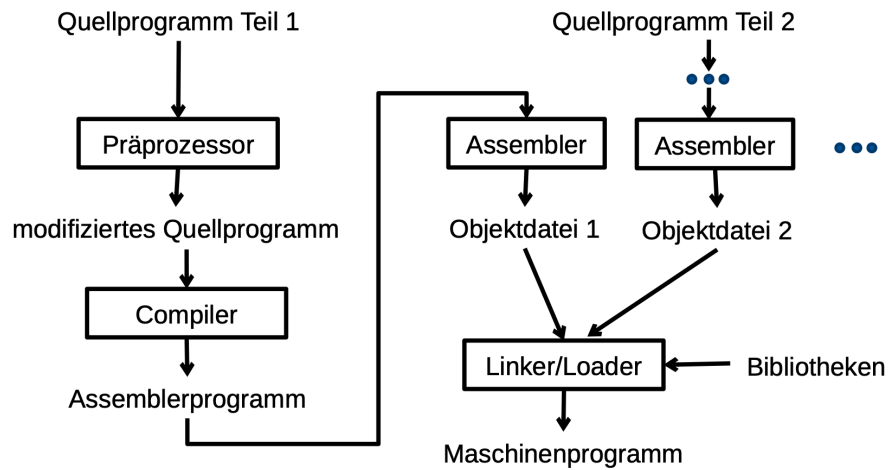 Quellprogramm Teil 1
Präprozessor
modifiziertes Quellprogramm
Compiler
Assemblerprogramm
Quellprogramm Teil 2
Assembler
Assembler
Objektdatei 1
Objektdatei 2
Linker/Loader
Bibliotheken
Maschinenprogramm